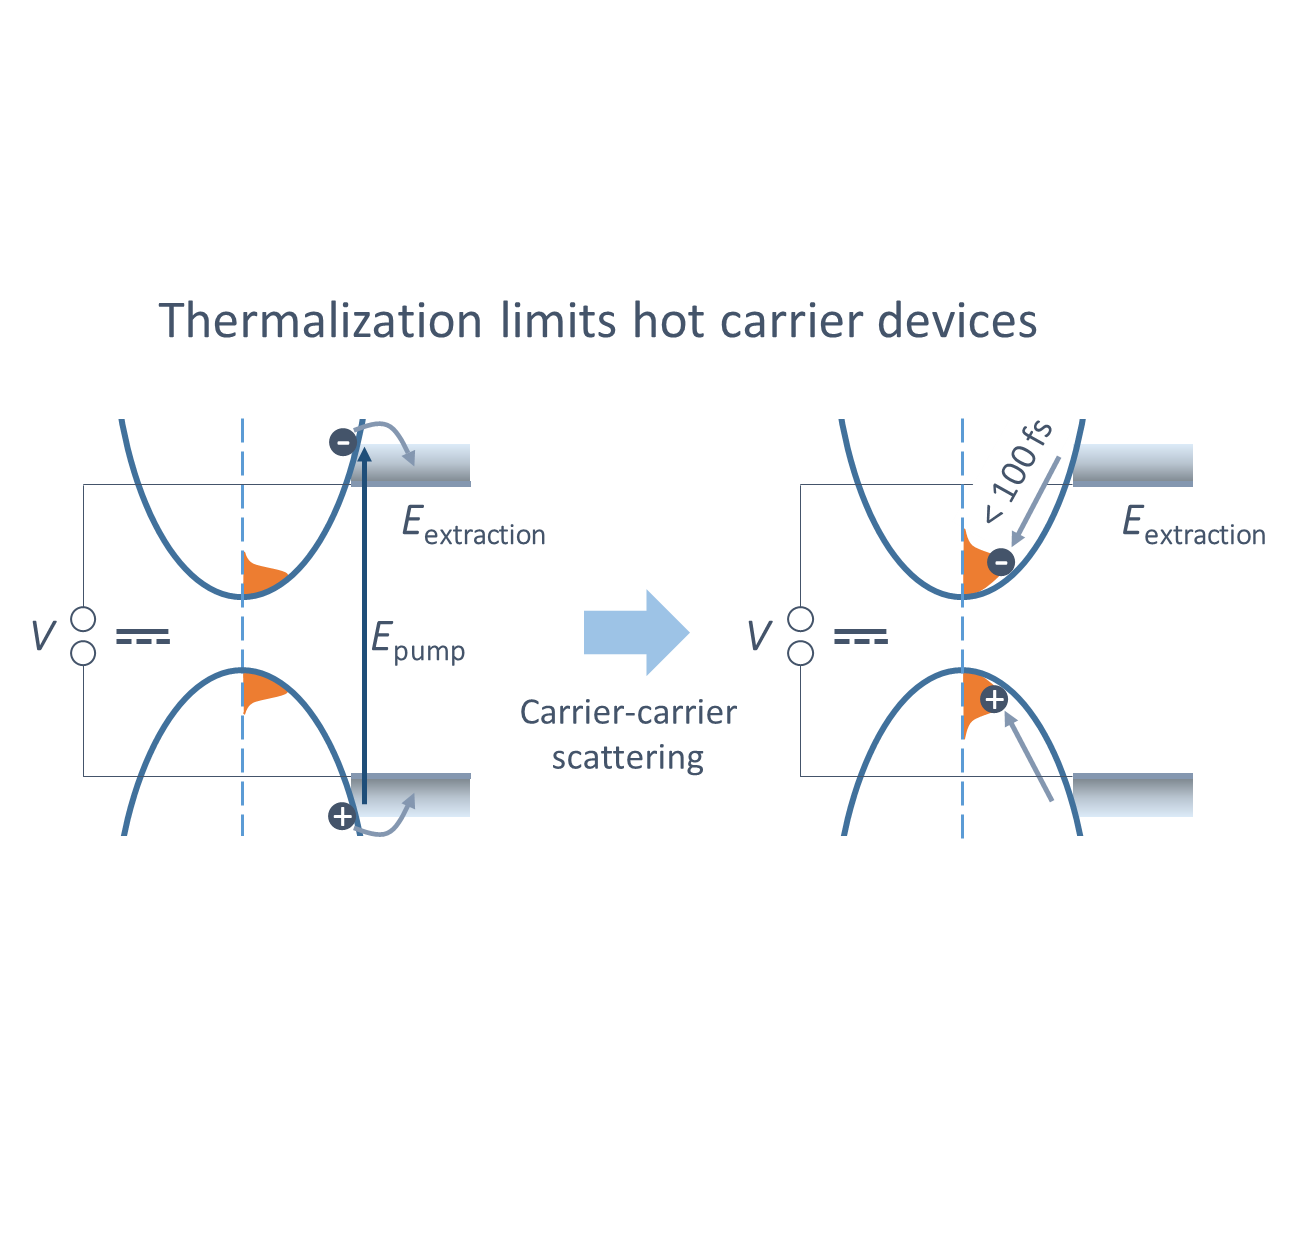 Thermalization limits hot carrier devices
< 100 fs
E extraction
E extraction
V
E pump
V
Carrier-carrier
scattering